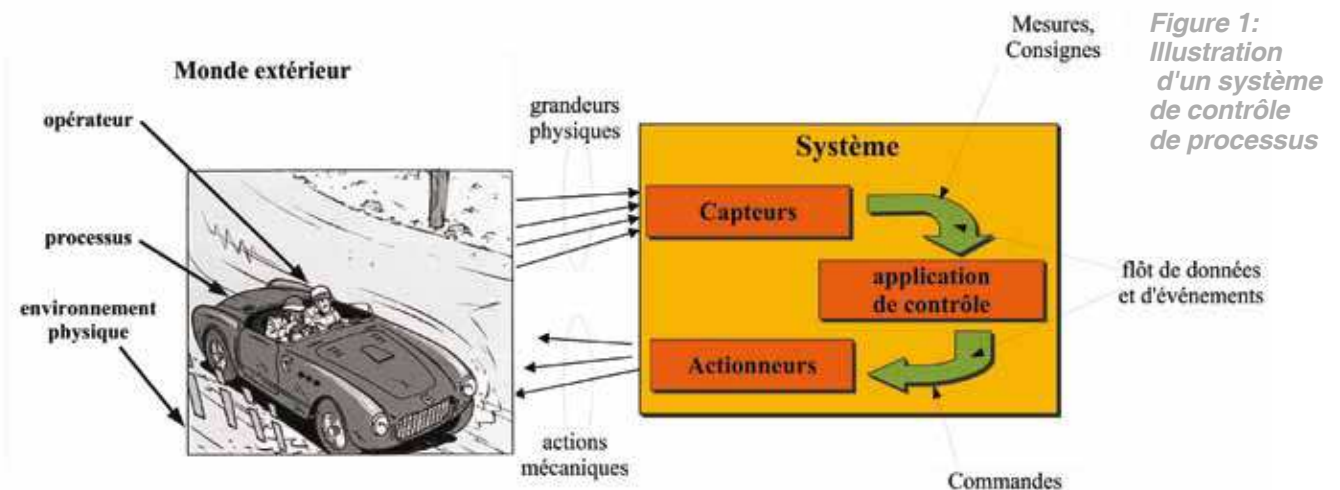 Mesures,
Consignes
Figure 1:
Illustration
d'un système
de contrôle
de processus
Monde extérieur
opérateur
processus
environnement
physique
grandeurs
physiques
Système
Capteurs
application
de contrôle
Actionneurs
flôt de données
et d'événements
actions
mécaniques
Commandes